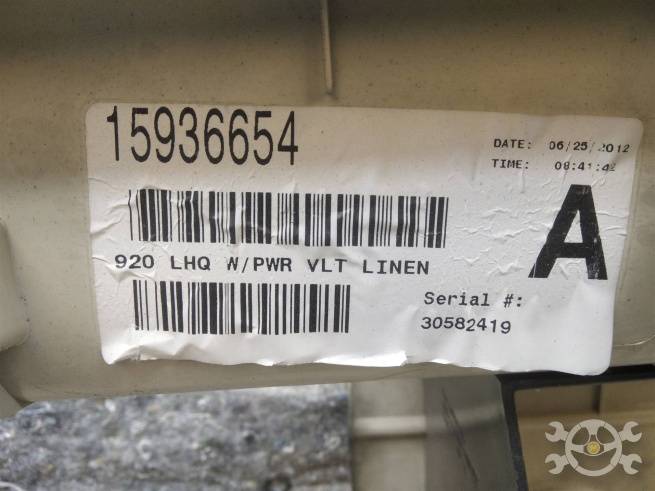 15936654
DATE: 06/25/2012
TIME: 08:41:42
A
920 LHQ W/PWR VLT LINEN
Serial #:
30582419